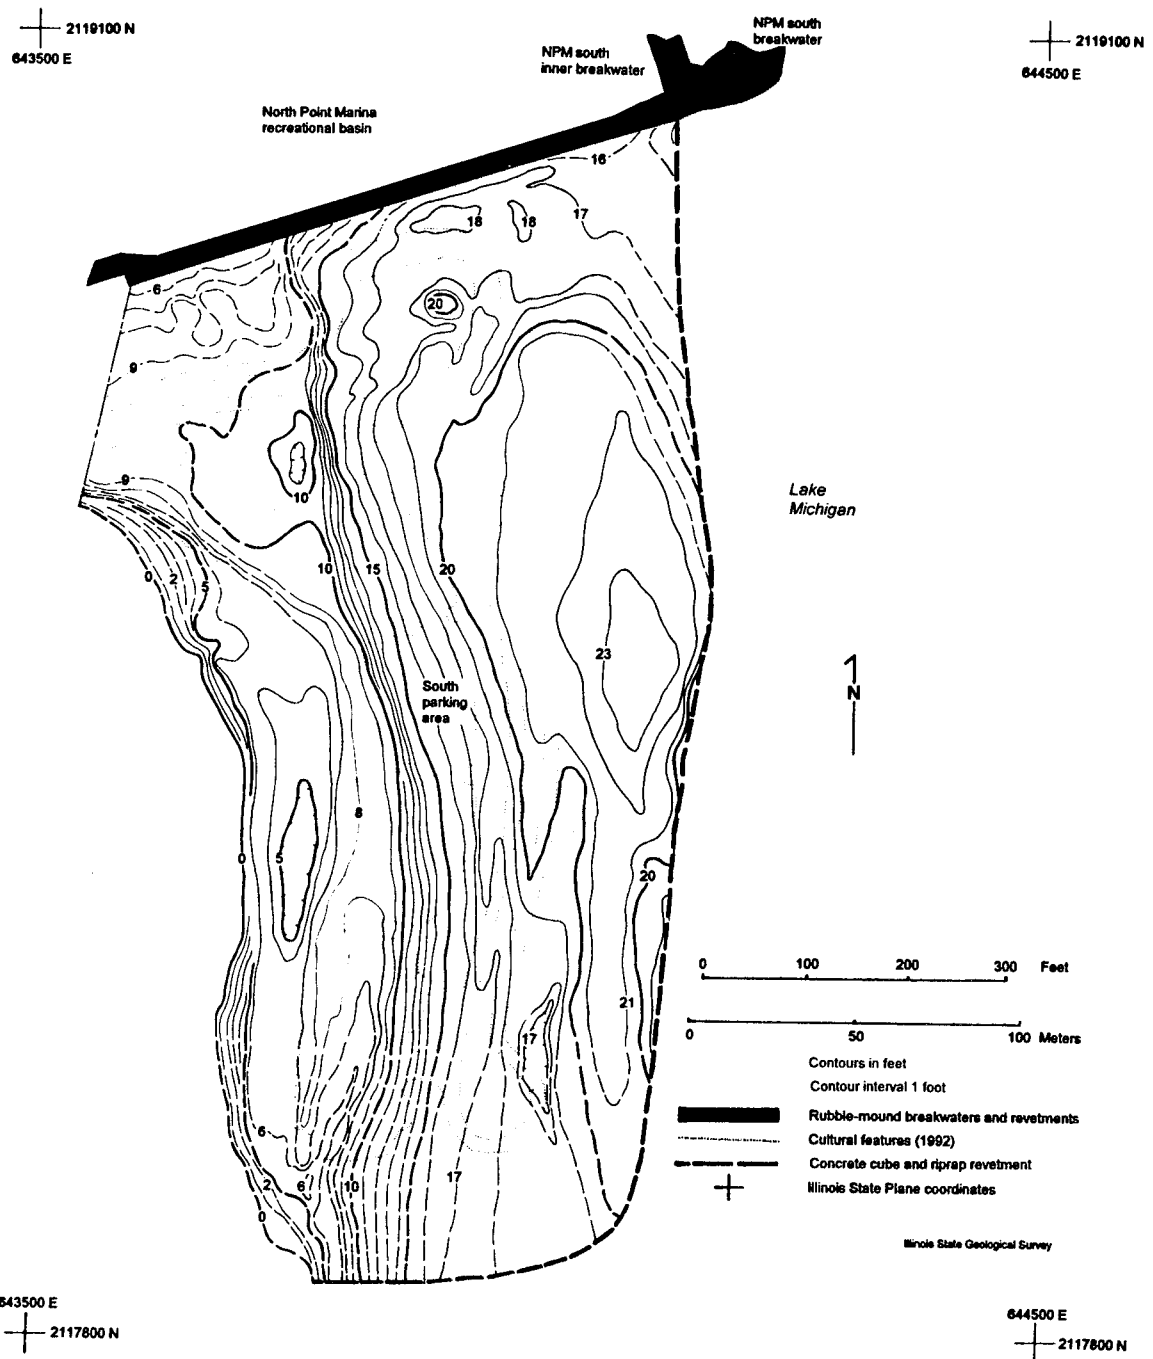 2119100 N
643500 E
NPM south
breakwater
NPM south
inner breakwater
2119100 N
644500 E
North Point Marina
recreational basin
16
17
18
18
6
20
9
9
10
Lake
Michigan
0
2
5
10
15
20
23
N
South
parking
area
8
0
5
20
0
100
200
300
Feet
21
0
50
100
Meters
17
Contours in feet
Contour interval 1 foot
Rubble-mound breakwaters and revetments
6
Cultural features (1992)
Concrete cube and riprap revetment
Illinois State Plane coordinates
2
6
10
17
0
Illinois State Geological Survey
643500 E
2117800 N
644500 E
2117800 N